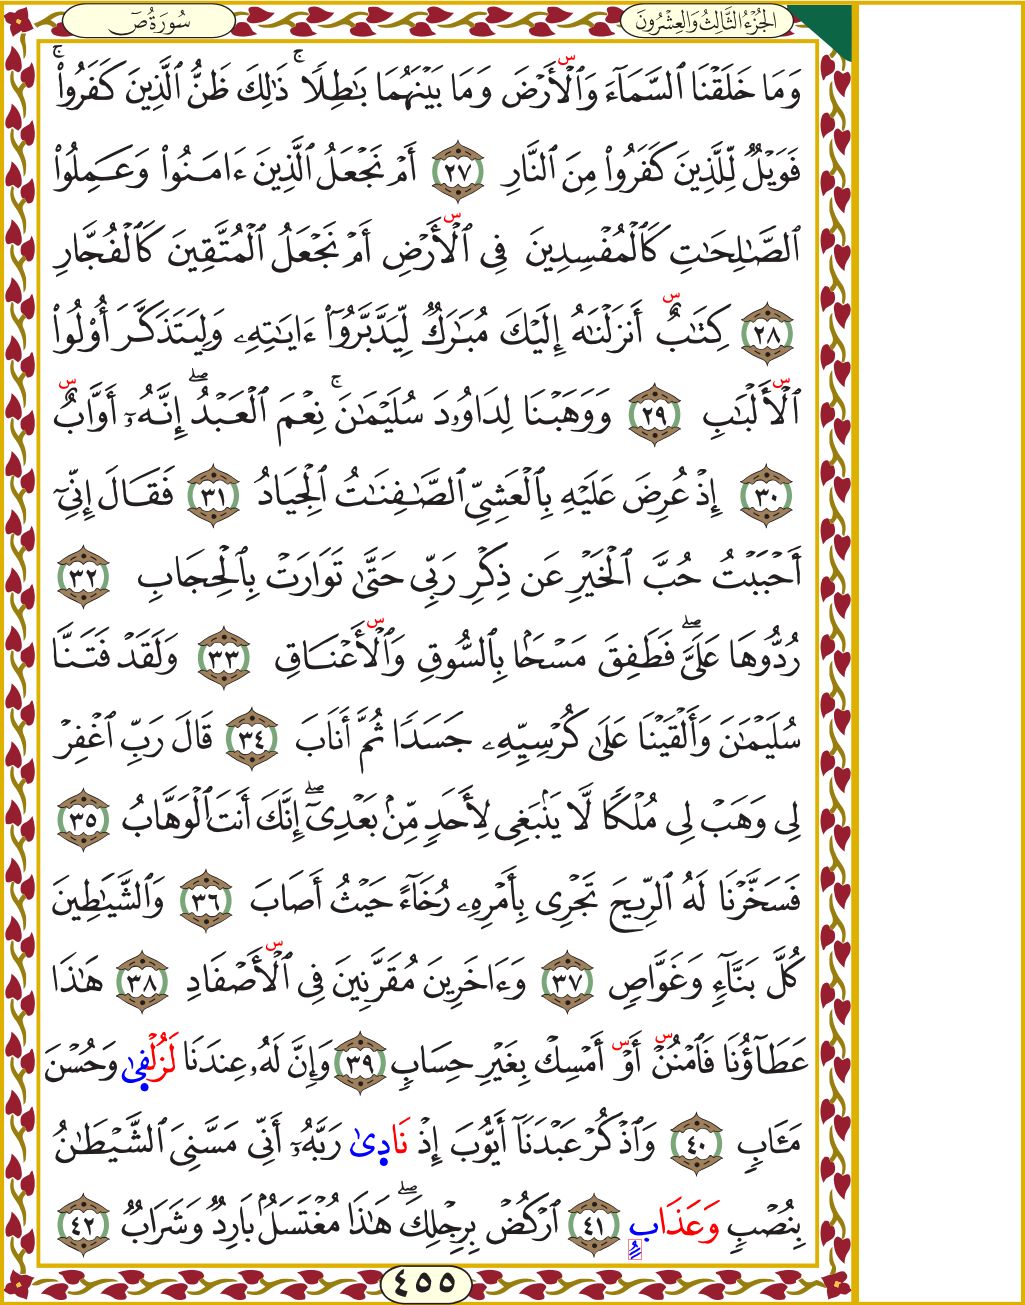 الجُزْءُ الثَّالِثُ وَالعِشْرُونَ
سُورَةُ صٓ
وَمَا خَلَقْنَا ٱلسَّمَآءَ وَٱلْأَرْضَ وَمَا بَيْنَهُمَا بَٰطِلًا ۚ ذَٰلِكَ ظَنُّ ٱلَّذِينَ كَفَرُوا۟ ۚ
فَوَيْلٌ لِّلَّذِينَ كَفَرُوا۟ مِنَ ٱلنَّارِ ٢٧ أَمْ نَجْعَلُ ٱلَّذِينَ ءَامَنُوا۟ وَعَمِلُوا۟
ٱلصَّٰلِحَٰتِ كَٱلْمُفْسِدِينَ فِى ٱلْأَرْضِ أَمْ نَجْعَلُ ٱلْمُتَّقِينَ كَٱلْفُجَّارِ
٢٨ كِتَٰبٌ أَنزَلْنَٰهُ إِلَيْكَ مُبَٰرَكٌ لِّيَدَّبَّرُوٓا۟ ءَايَٰتِهِۦ وَلِيَتَذَكَّرَ أُو۟لُوا۟
ٱلْأَلْبَٰبِ ٢٩ وَوَهَبْنَا لِدَاوُۥدَ سُلَيْمَٰنَ ۚ نِعْمَ ٱلْعَبْدُ ۖ إِنَّهُۥٓ أَوَّابٌ
٣٠ إِذْ عُرِضَ عَلَيْهِ بِٱلْعَشِىِّ ٱلصَّٰفِنَٰتُ ٱلْجِيَادُ ٣١ فَقَالَ إِنِّىٓ
أَحْبَبْتُ حُبَّ ٱلْخَيْرِ عَن ذِكْرِ رَبِّى حَتَّىٰ تَوَارَتْ بِٱلْحِجَابِ ٣٢
رُدُّوهَا عَلَىَّ ۖ فَطَفِقَ مَسْحًۢا بِٱلسُّوقِ وَٱلْأَعْنَاقِ ٣٣ وَلَقَدْ فَتَنَّا
سُلَيْمَٰنَ وَأَلْقَيْنَا عَلَىٰ كُرْسِيِّهِۦ جَسَدًا ثُمَّ أَنَابَ ٣٤ قَالَ رَبِّ ٱغْفِرْ
لِى وَهَبْ لِى مُلْكًا لَّا يَنۢبَغِى لِأَحَدٍ مِّنۢ بَعْدِىٓ ۖ إِنَّكَ أَنتَ ٱلْوَهَّابُ ٣٥
فَسَخَّرْنَا لَهُ ٱلرِّيحَ تَجْرِى بِأَمْرِهِۦ رُخَآءً حَيْثُ أَصَابَ ٣٦ وَٱلشَّيَٰطِينَ
كُلَّ بَنَّآءٍ وَغَوَّاصٍ ٣٧ وَءَاخَرِينَ مُقَرَّنِينَ فِى ٱلْأَصْفَادِ ٣٨ هَٰذَا
عَطَآؤُنَا فَٱمْنُنْ أَوْ أَمْسِكْ بِغَيْرِ حِسَابٍ ٣٩ وَإِنَّ لَهُۥ عِندَنَا لَزُلْفىٰ وَحُسْنَ
مَـَٔابٍ ٤٠ وَٱذْكُرْ عَبْدَنَآ أَيُّوبَ إِذْ نَادىٰ رَبَّهُۥٓ أَنِّى مَسَّنِىَ ٱلشَّيْطَٰنُ
بِنُصْبٍ وَعَذَابٍ ٤١ ٱرْكُضْ بِرِجْلِكَ ۖ هَٰذَا مُغْتَسَلٌۢ بَارِدٌ وَشَرَابٌ ٤٢
٤٥٥